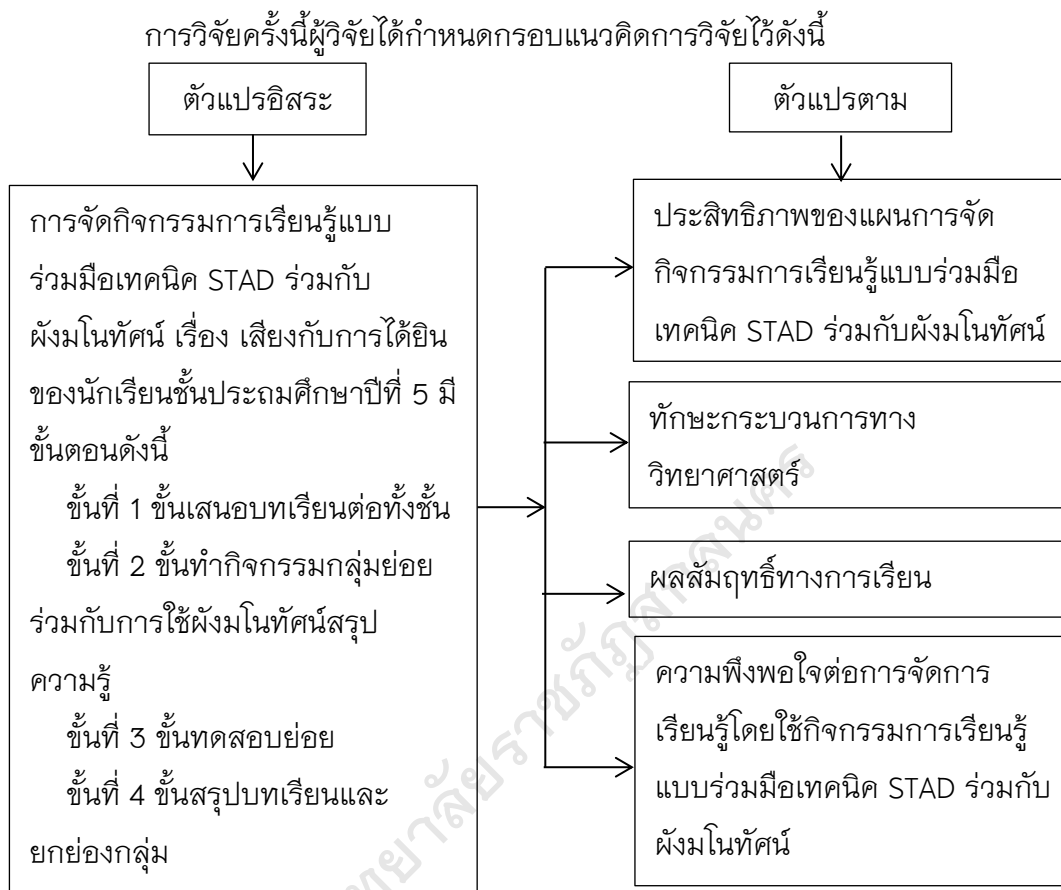 การวิจัยครั้งนี้ผู้วิจัยได้กำหนดกรอบแนวคิดการวิจัยไว้ดังนี้
ตัวแปรอิสระ
การจัดกิจกรรมการเรียนรู้แบบ
ร่วมมือเทคนิค STAD ร่วมกับ
ผังมโนทัศน์ เรื่อง เสียงกับการได้ยิน
ของนักเรียนชั้นประถมศึกษาปีที่ 5 มี
ขั้นตอนดังนี้
ขั้นที่ 1 ขั้นเสนอบทเรียนต่อทั้งชั้น
ขั้นที่ 2 ขั้นทำกิจกรรมกลุ่มย่อย
ร่วมกับการใช้ผังมโนทัศน์สรุป
ความรู้
ขั้นที่ 3 ขั้นทดสอบย่อย
ขั้นที่ 4 ขั้นสรุปบทเรียนและ
ยกย่องกลุ่ม
ตัวแปรตาม
ประสิทธิภาพของแผนการจัด
กิจกรรมการเรียนรู้แบบร่วมมือ
เทคนิค STAD ร่วมกับผังมโนทัศน์
ทักษะกระบวนการทาง
วิทยาศาสตร์
ผลสัมฤทธิ์ทางการเรียน
ความพึงพอใจต่อการจัดการ
เรียนรู้โดยใช้กิจกรรมการเรียนรู้
แบบร่วมมือเทคนิค STAD ร่วมกับ
ผังมโนทัศน์
ทยาลัยราชภัฏสกลนคร